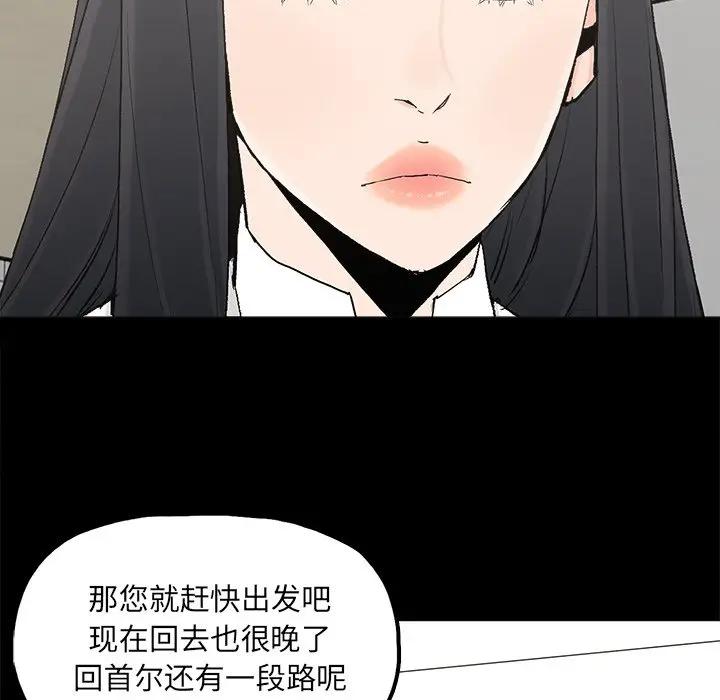 那您就赶快出发吧
现在回去也很晚了
回首尔还有一段路呢